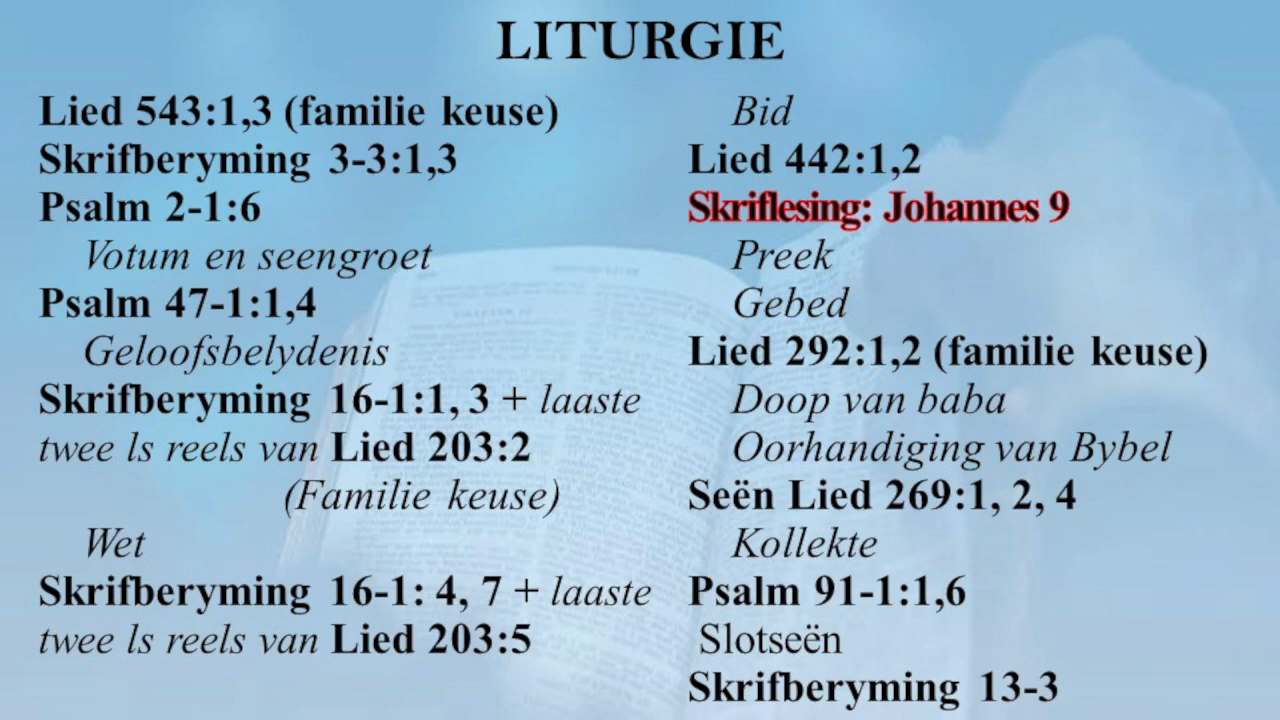 LITURGIE
Lied 543:1,3 (familie keuse)
Skrifberyming 3-3:1,3
Psalm 2-1:6
Votum en seengroet
Psalm 47-1:1,4
Geloofsbelydenis
Skrifberyming 16-1:1, 3 + laaste
twee ls reels van Lied 203:2
(Familie keuse)
Wet
Skrifberyming 16-1: 4, 7 + laaste
twee ls reels van Lied 203:5
Bid
Lied 442:1,2
Skriflesing: Johannes 9
Preek
Gebed
Lied 292:1,2 (familie keuse)
Doop van baba
Oorhandiging van Bybel
Seën Lied 269:1, 2, 4
Kollekte
Psalm 91-1:1,6
Slotseën
Skrifberyming 13-3